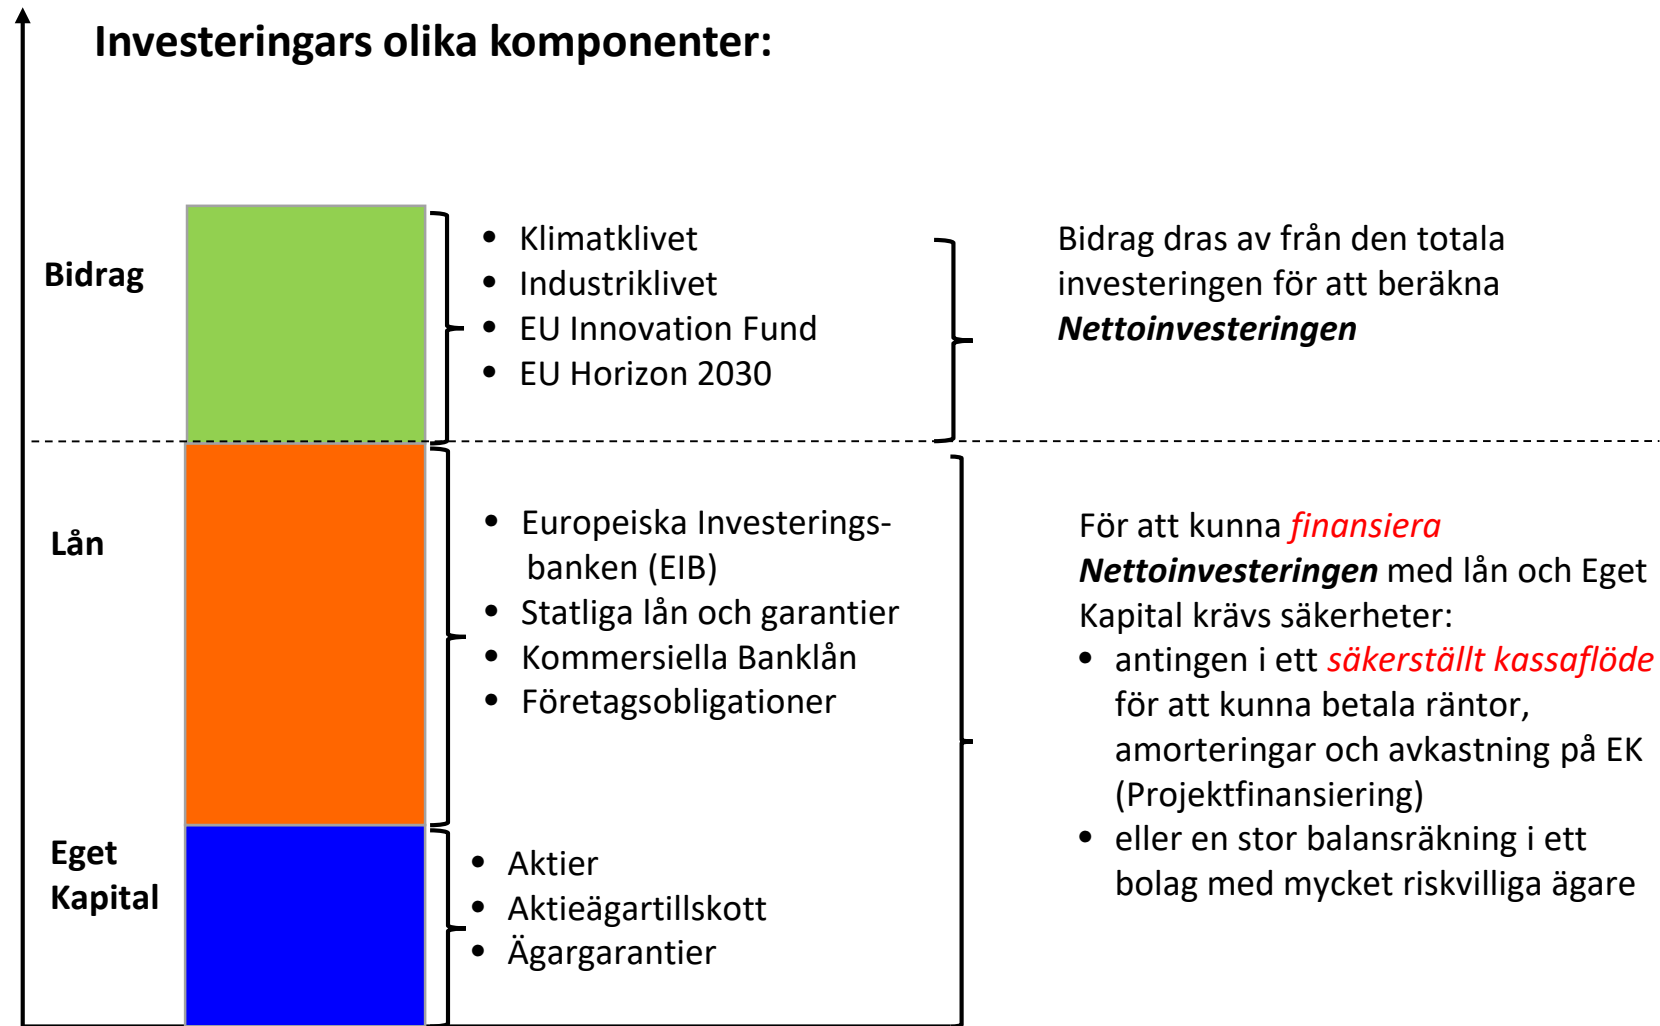 Investeringars olika komponenter:
Bidrag
• Klimatklivet
• Industriklivet
• EU Innovation Fund
• EU Horizon 2030
Bidrag dras av från den totala
investeringen för att beräkna
Nettoinvesteringen
Lån
• Europeiska Investerings-
banken (EIB)
• Statliga lån och garantier
• Kommersiella Banklån
• Företagsobligationer
För att kunna finansiera
Nettoinvesteringen med lån och Eget
Kapital krävs säkerheter:
• antingen i ett säkerställt kassaflöde
för att kunna betala räntor,
amorteringar och avkastning på EK
(Projektfinansiering)
• eller en stor balansräkning i ett
bolag med mycket riskvilliga ägare
Eget
Kapital
• Aktier
• Aktieägartillskott
• Ägargarantier